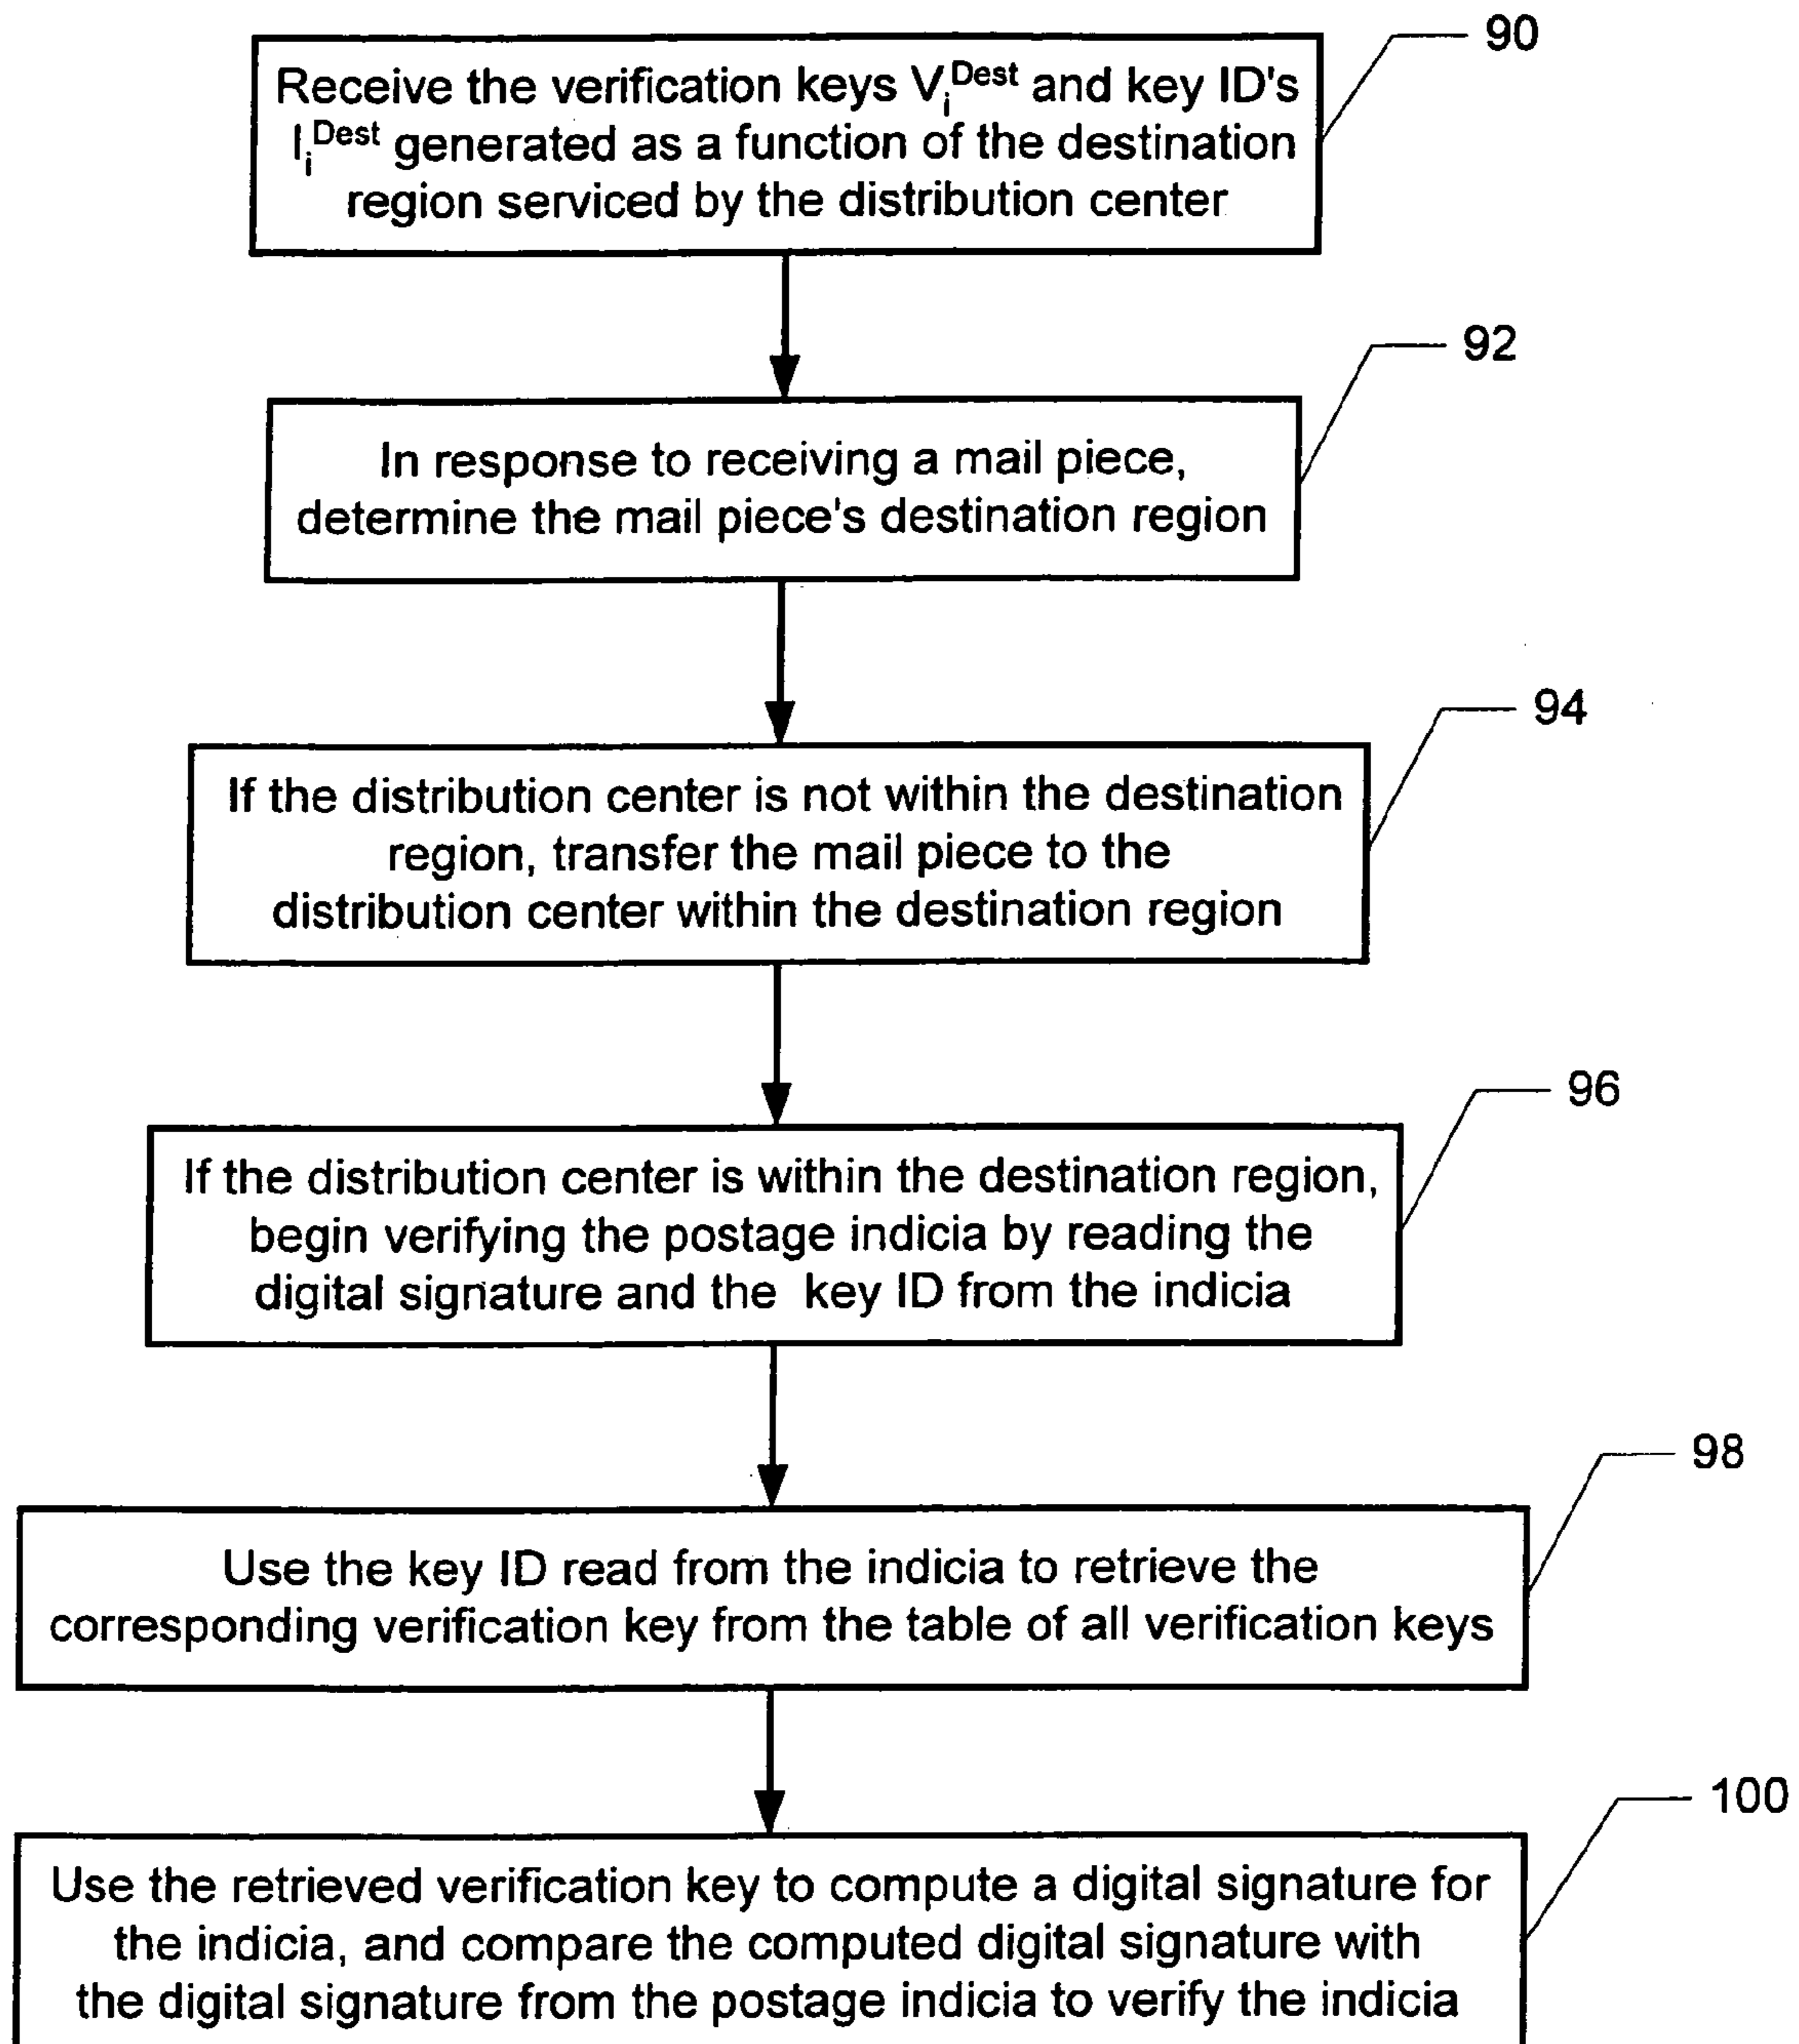 90
Receive the verification keys V_i^Dest and key ID's
I_i^Dest generated as a function of the destination
region serviced by the distribution center
92
In response to receiving a mail piece,
determine the mail piece's destination region
94
If the distribution center is not within the destination
region, transfer the mail piece to the
distribution center within the destination region
96
If the distribution center is within the destination region,
begin verifying the postage indicia by reading the
digital signature and the key ID from the indicia
98
Use the key ID read from the indicia to retrieve the
corresponding verification key from the table of all verification keys
100
Use the retrieved verification key to compute a digital signature for
the indicia, and compare the computed digital signature with
the digital signature from the postage indicia to verify the indicia